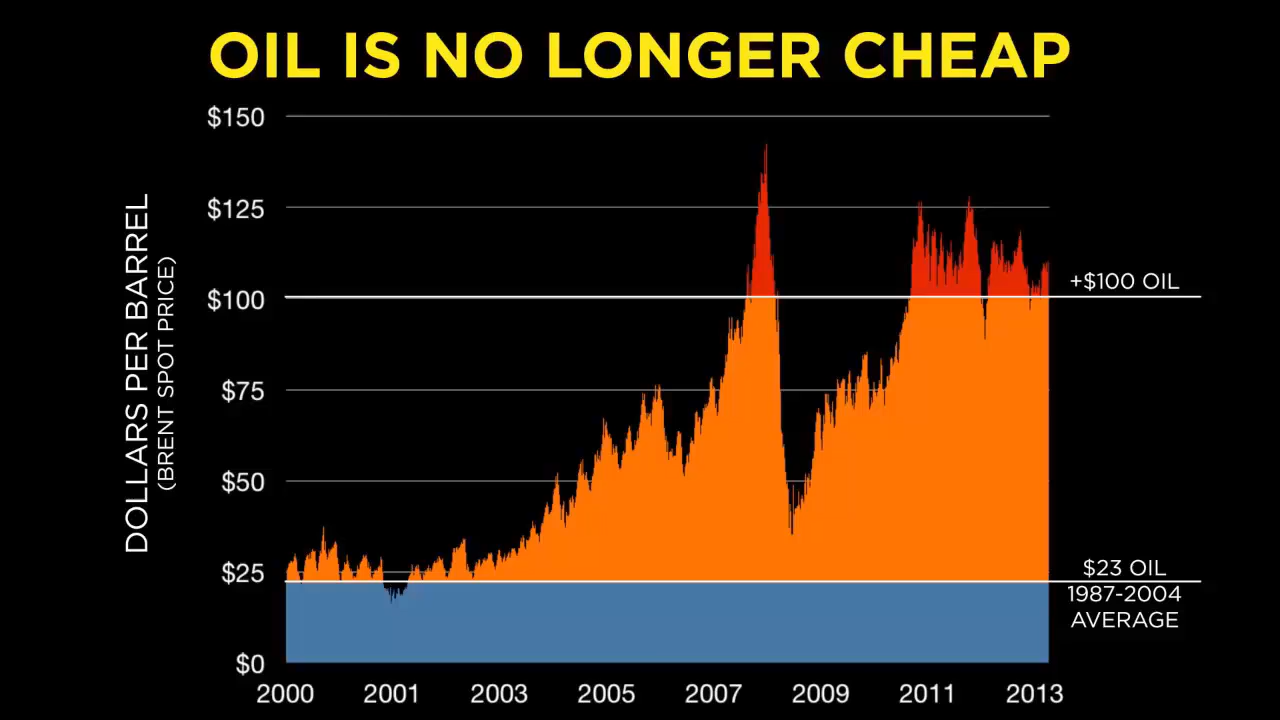 OIL IS NO LONGER CHEAP
$150
$125
$100
$75
$50
$25
$0
DOLLARS PER BARREL
(BRENT SPOT PRICE)
+$100 OIL
$23 OIL
1987-2004
AVERAGE
2000 2001 2003 2005 2007 2009 2011 2013